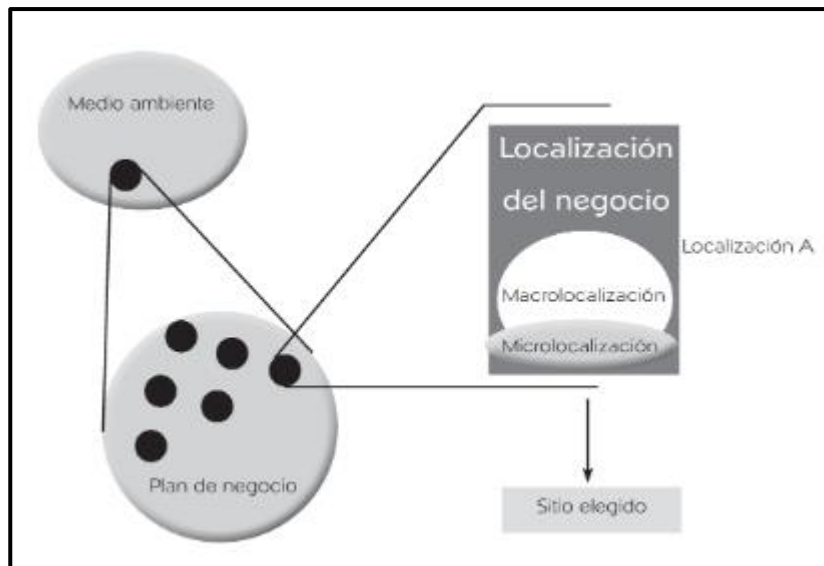 Medio ambiente
Localización
del negocio
Localización A
Macrolocalización
Microlocalización
Plan de negocio
Sitio elegido